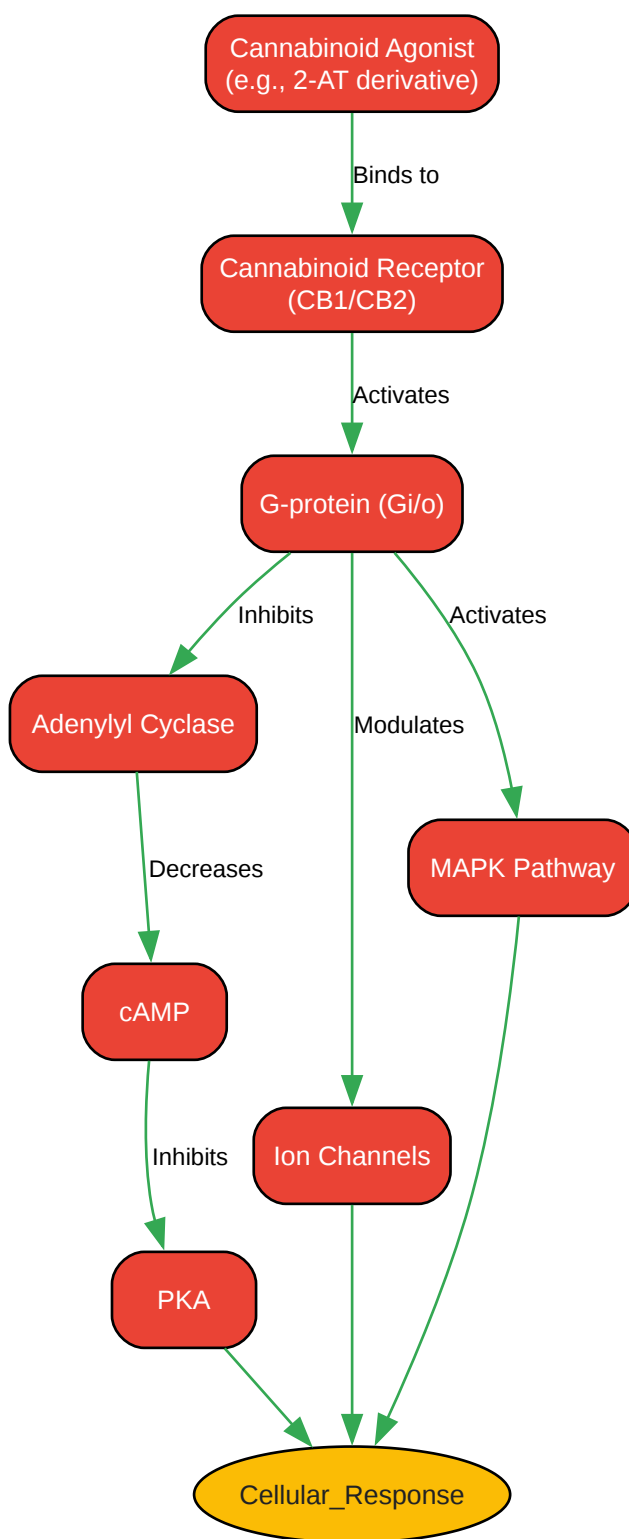 Cannabinoid Agonist
(e.g., 2-AT derivative)
Binds to
Cannabinoid Receptor
(CB1/CB2)
Activates
G-protein (Gi/o)
Inhibits
Activates
Adenylyl Cyclase
Modulates
Decreases
MAPK Pathway
cAMP
Inhibits
Ion Channels
PKA
Cellular_Response